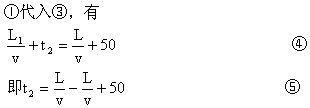 ①代入③，有
L₁/v + t₂ = L/v + 50 ④
即t₂ = L/v - L/v + 50 ⑤